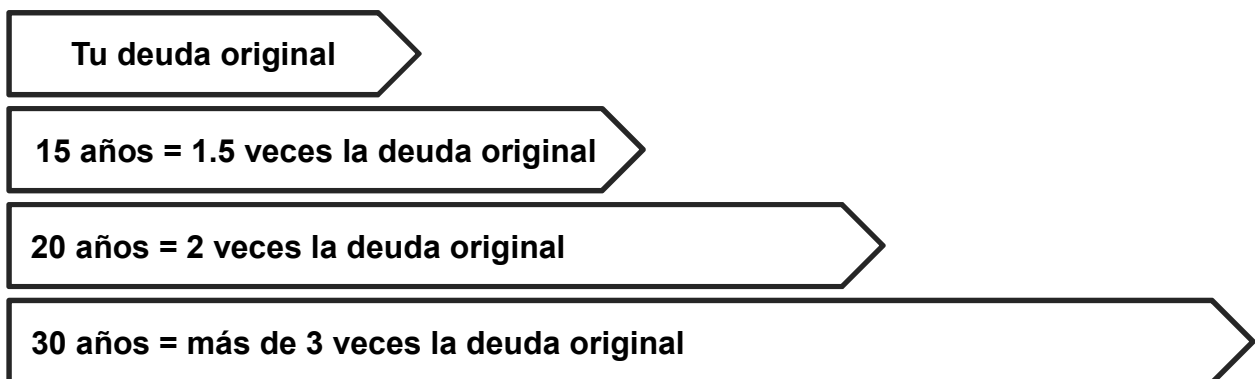 Tu deuda original
15 años = 1.5 veces la deuda original
20 años = 2 veces la deuda original
30 años = más de 3 veces la deuda original